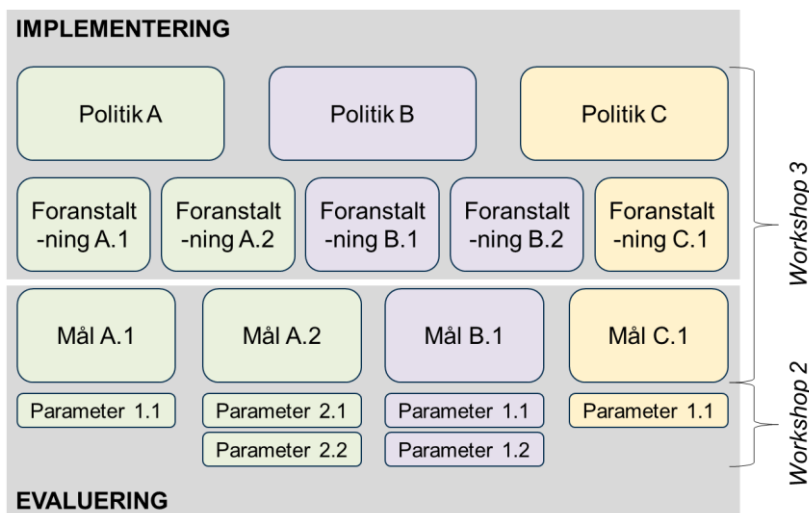 IMPLEMENTERING
Politik A
Politik B
Politik C
Foranstalt
-ning A.1
Foranstalt
-ning A.2
Foranstalt
-ning B.1
Foranstalt
-ning B.2
Foranstalt
-ning C.1
Workshop 3
Mål A.1
Mål A.2
Mål B.1
Mål C.1
Parameter 1.1
Parameter 2.1
Parameter 1.1
Parameter 1.1
Parameter 2.2
Parameter 1.2
Workshop 2
EVALUERING